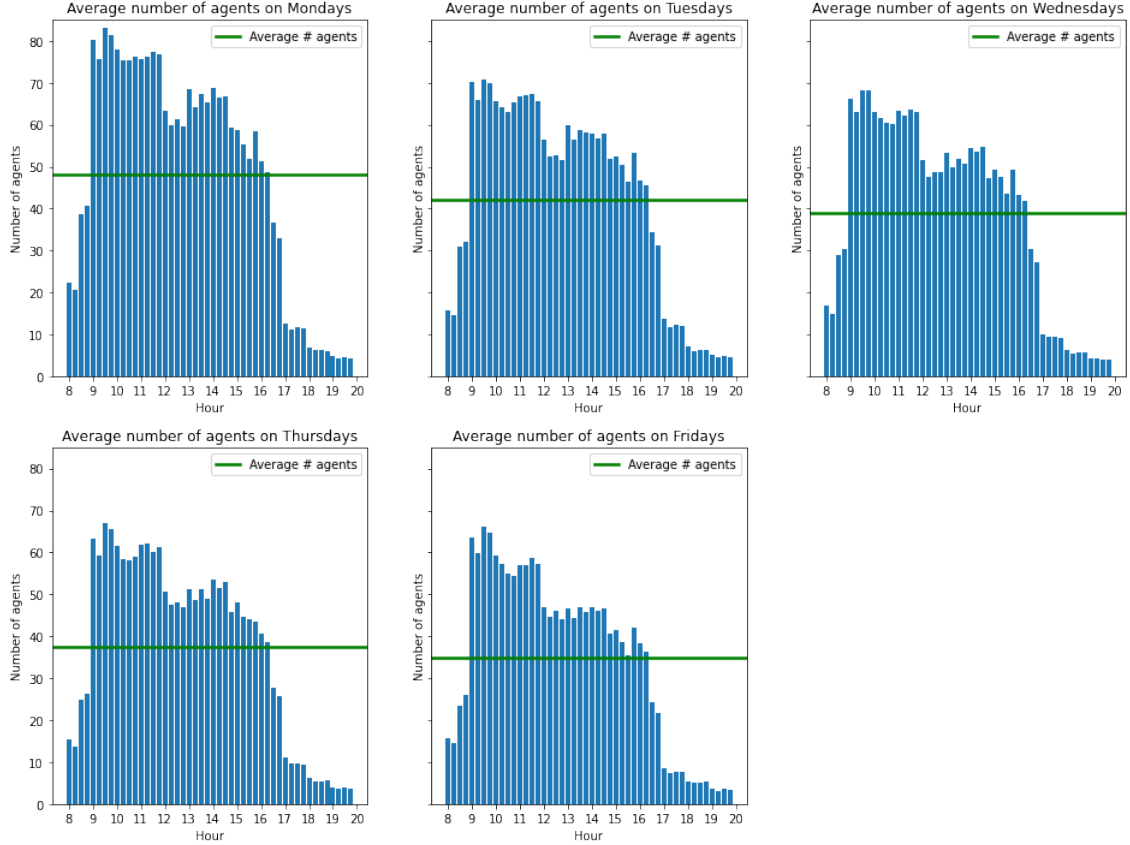 Average number of agents on Mondays
Average # agents
Number of agents
80
70
60
50
40
30
20
10
0
8 9 10 11 12 13 14 15 16 17 18 19 20
Hour
Average number of agents on Tuesdays
Average # agents
Number of agents
8 9 10 11 12 13 14 15 16 17 18 19 20
Hour
Average number of agents on Wednesdays
Average # agents
Number of agents
8 9 10 11 12 13 14 15 16 17 18 19 20
Hour
Average number of agents on Thursdays
Average # agents
Number of agents
80
70
60
50
40
30
20
10
0
8 9 10 11 12 13 14 15 16 17 18 19 20
Hour
Average number of agents on Fridays
Average # agents
Number of agents
8 9 10 11 12 13 14 15 16 17 18 19 20
Hour